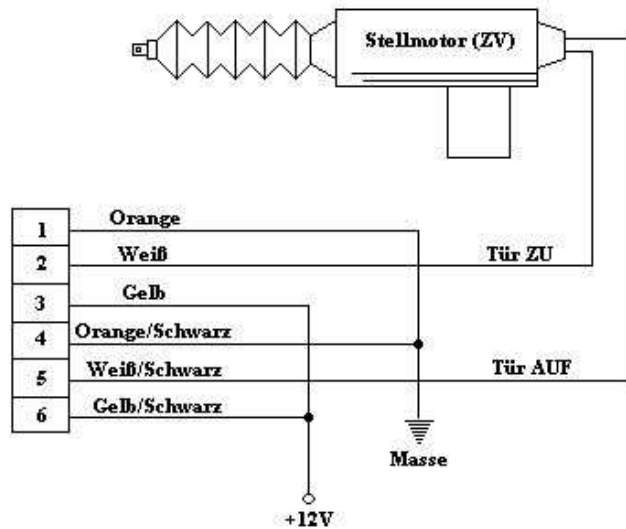 Stellmotor (ZV)
1 Orange
2 Weiß Tür ZU
3 Gelb
4 Orange/Schwarz
5 Weiß/Schwarz Tür AUF
6 Gelb/Schwarz
Masse
+12V